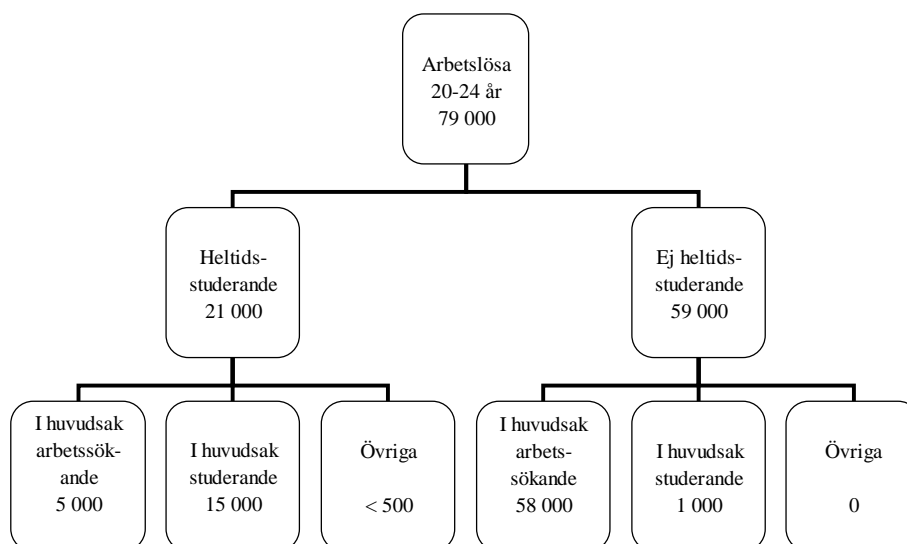 Arbetslösa
20-24 år
79 000
Heltids-
studerande
21 000
Ej heltids-
studerande
59 000
I huvudsak
arbetssök-
ande
5 000
I huvudsak
studerande
15 000
Övriga
< 500
I huvudsak
arbets-
sökande
58 000
I huvudsak
studerande
1 000
Övriga
0